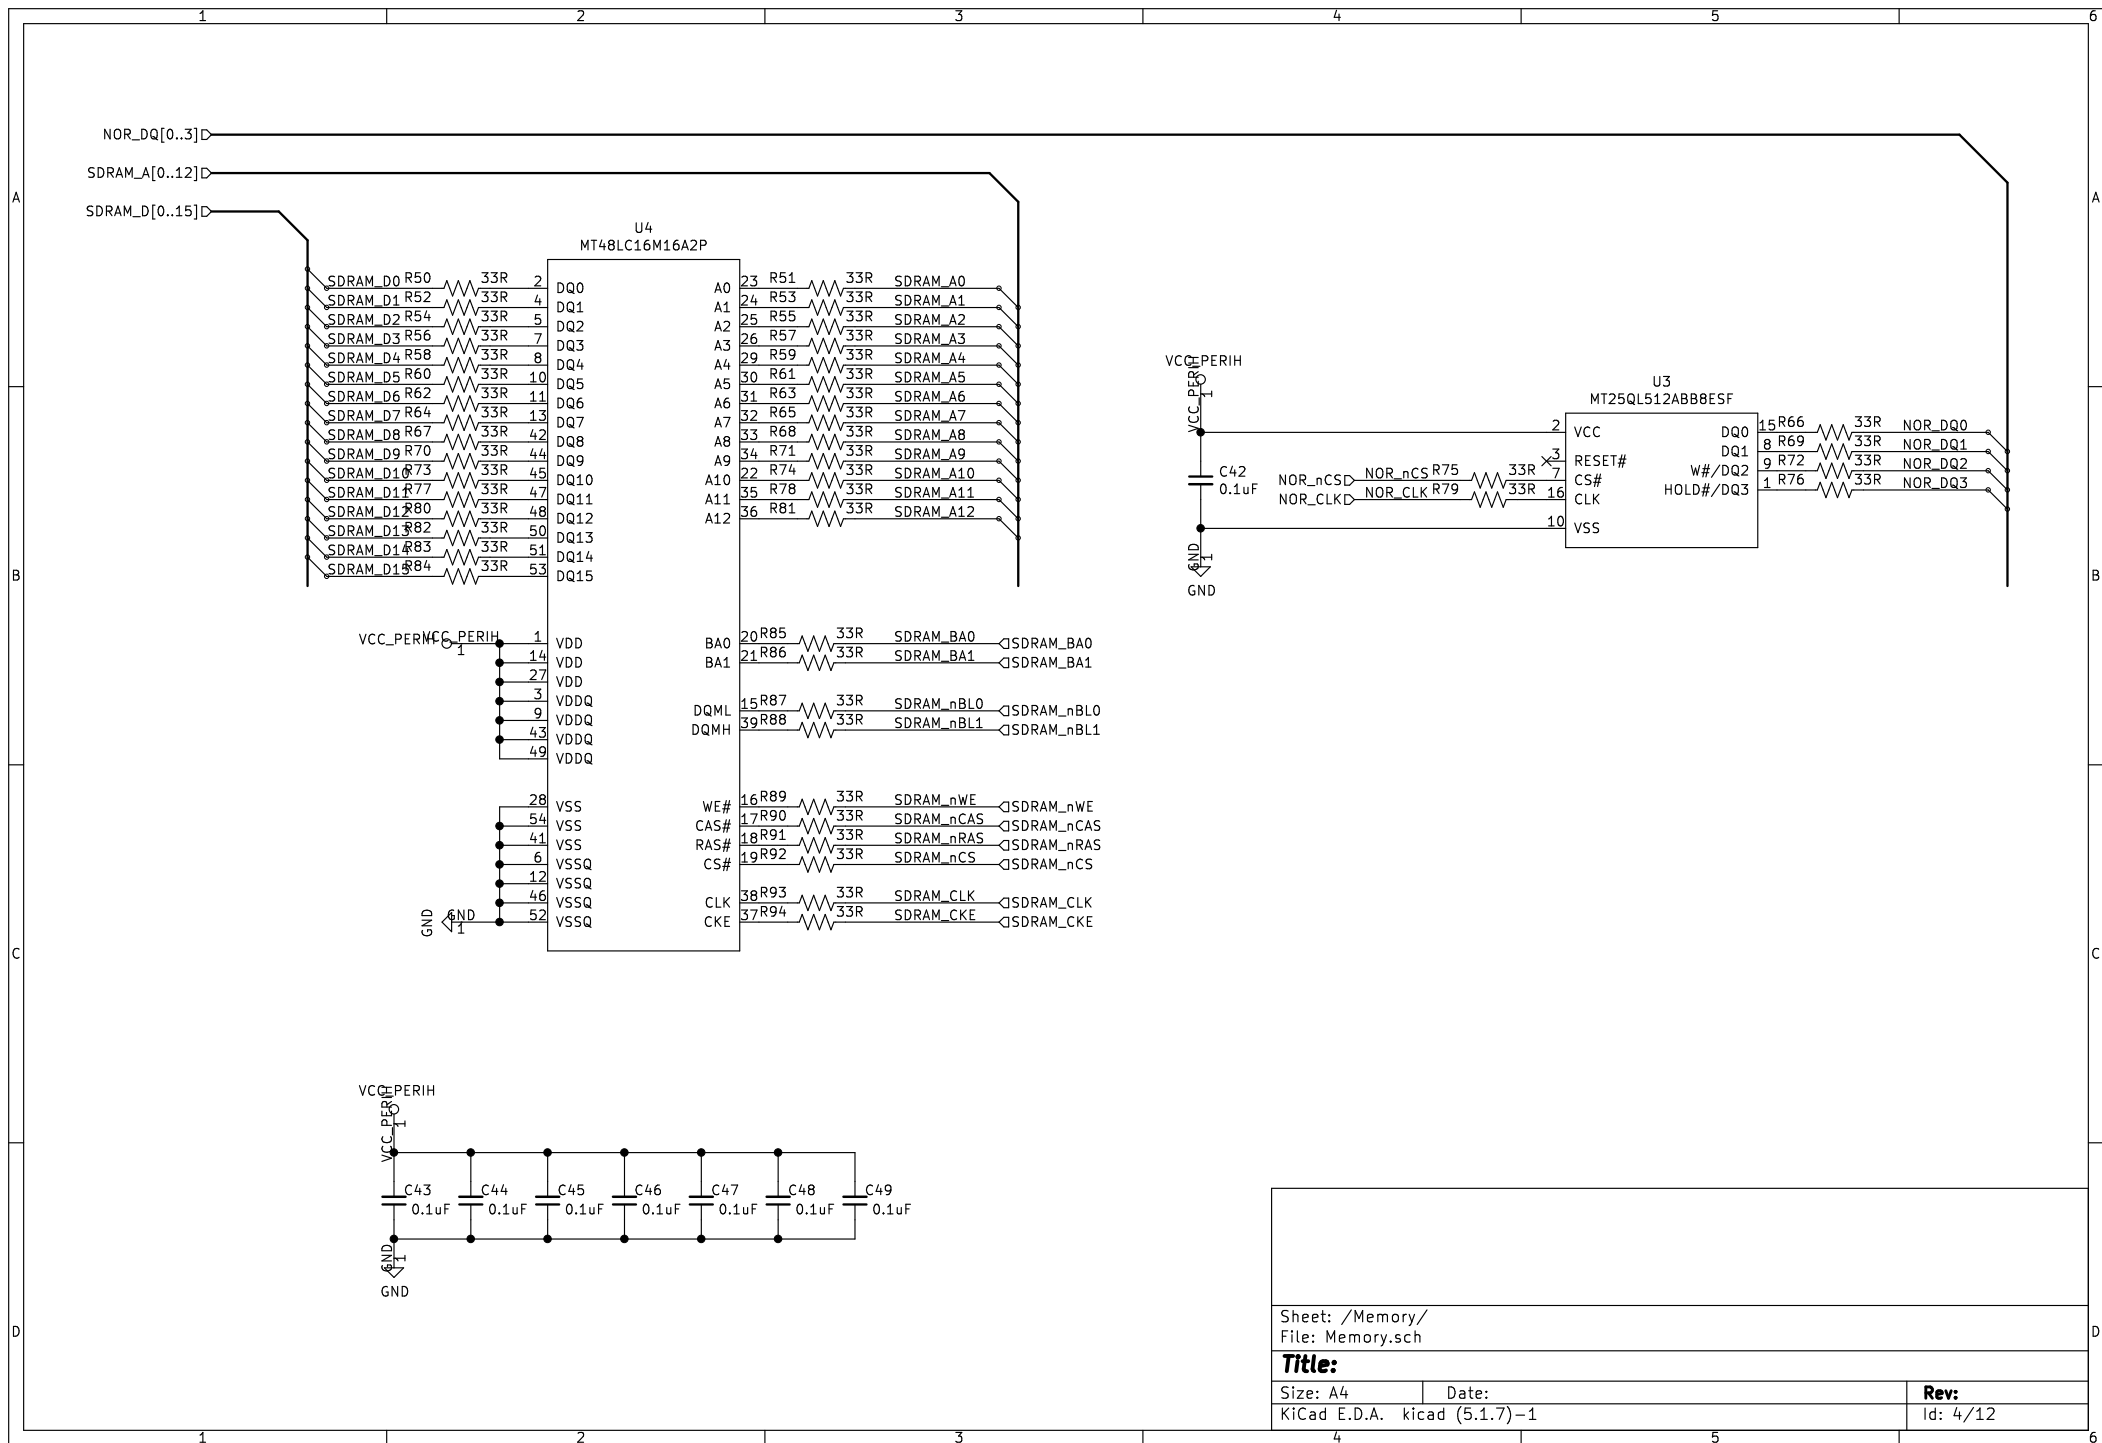 1 2 3 4 5 6
NOR_DQ[0..3]
SDRAM_A[0..12]
A A
SDRAM_D[0..15]
U4
MT48LC16M16A2P
SDRAM_D0 R50 33R 2 DQ0 A0 23 R51 33R SDRAM_A0
SDRAM_D1 R52 33R 4 DQ1 A1 24 R53 33R SDRAM_A1
SDRAM_D2 R54 33R 5 DQ2 A2 25 R55 33R SDRAM_A2
SDRAM_D3 R56 33R 7 DQ3 A3 26 R57 33R SDRAM_A3
SDRAM_D4 R58 33R 8 DQ4 A4 29 R59 33R SDRAM_A4
SDRAM_D5 R60 33R 10 DQ5 A5 30 R61 33R SDRAM_A5
SDRAM_D6 R62 33R 11 DQ6 A6 31 R63 33R SDRAM_A6
SDRAM_D7 R64 33R 13 DQ7 A7 32 R65 33R SDRAM_A7
SDRAM_D8 R67 33R 42 DQ8 A8 33 R68 33R SDRAM_A8
SDRAM_D9 R70 33R 44 DQ9 A9 34 R71 33R SDRAM_A9
SDRAM_D10 R73 33R 45 DQ10 A10 22 R74 33R SDRAM_A10
SDRAM_D11 R77 33R 47 DQ11 A11 35 R78 33R SDRAM_A11
SDRAM_D12 R80 33R 48 DQ12 A12 36 R81 33R SDRAM_A12
SDRAM_D13 R82 33R 50 DQ13
SDRAM_D14 R83 33R 51 DQ14
SDRAM_D15 R84 33R 53 DQ15
VCC_PERIH
VCC_PERIH 1
U3
MT25QL512ABB8ESF
2 VCC DQ0 15 R66 33R NOR_DQ0
DQ1 8 R69 33R NOR_DQ1
3 RESET#
W#/DQ2 9 R72 33R NOR_DQ2
C42
0.1uF
NOR_nCS NOR_nCS R75 33R 7 CS#
HOLD#/DQ3 1 R76 33R NOR_DQ3
NOR_CLK NOR_CLK R79 33R 16 CLK
10 VSS
GND 1
GND
B B
VCC_PERIH VCC_PERIH 1
1 VDD BA0 20 R85 33R SDRAM_BA0 SDRAM_BA0
14 VDD BA1 21 R86 33R SDRAM_BA1 SDRAM_BA1
27 VDD
3 VDDQ DQML 15 R87 33R SDRAM_nBL0 SDRAM_nBL0
9 VDDQ DQMH 39 R88 33R SDRAM_nBL1 SDRAM_nBL1
43 VDDQ
49 VDDQ
28 VSS WE# 16 R89 33R SDRAM_nWE SDRAM_nWE
54 VSS CAS# 17 R90 33R SDRAM_nCAS SDRAM_nCAS
41 VSS RAS# 18 R91 33R SDRAM_nRAS SDRAM_nRAS
6 VSSQ CS# 19 R92 33R SDRAM_nCS SDRAM_nCS
12 VSSQ
46 VSSQ CLK 38 R93 33R SDRAM_CLK SDRAM_CLK
GND GND 1 52 VSSQ CKE 37 R94 33R SDRAM_CKE SDRAM_CKE
C C
VCC_PERIH
VCC_PERIH 1
C43 C44 C45 C46 C47 C48 C49
0.1uF 0.1uF 0.1uF 0.1uF 0.1uF 0.1uF 0.1uF
GND 1
GND
D D
Sheet: /Memory/
File: Memory.sch
Title:
Size: A4 Date: Rev:
KiCad E.D.A. kicad (5.1.7)-1 Id: 4/12
1 2 3 4 5 6